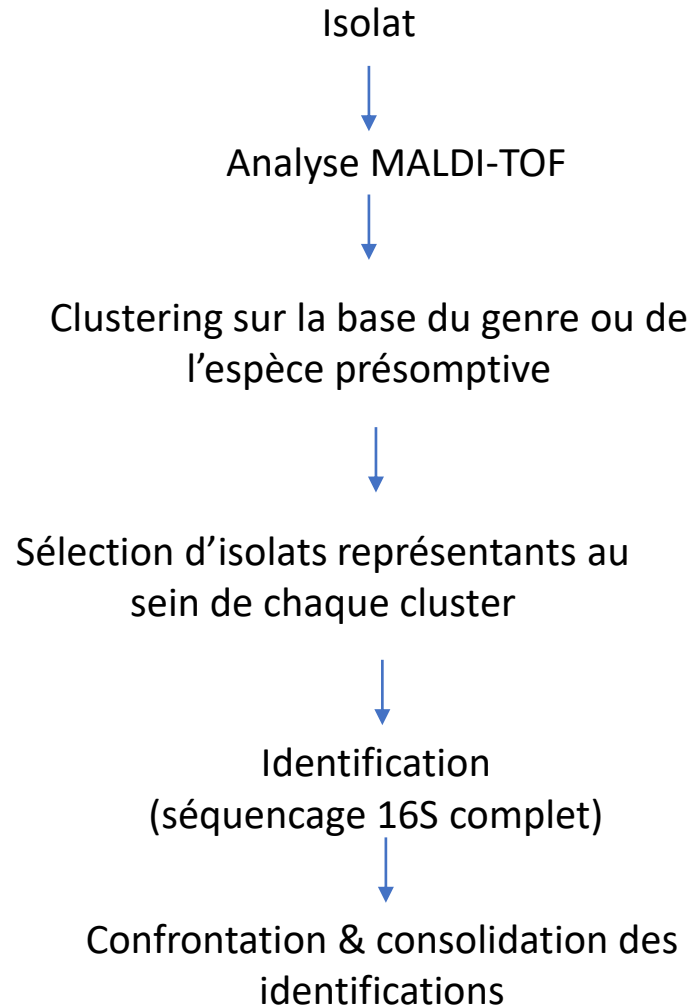 Isolat
Analyse MALDI-TOF
Clustering sur la base du genre ou de
l’espèce présomptive
Sélection d’isolats représentants au
sein de chaque cluster
Identification
(séquencage 16S complet)
Confrontation & consolidation des
identifications